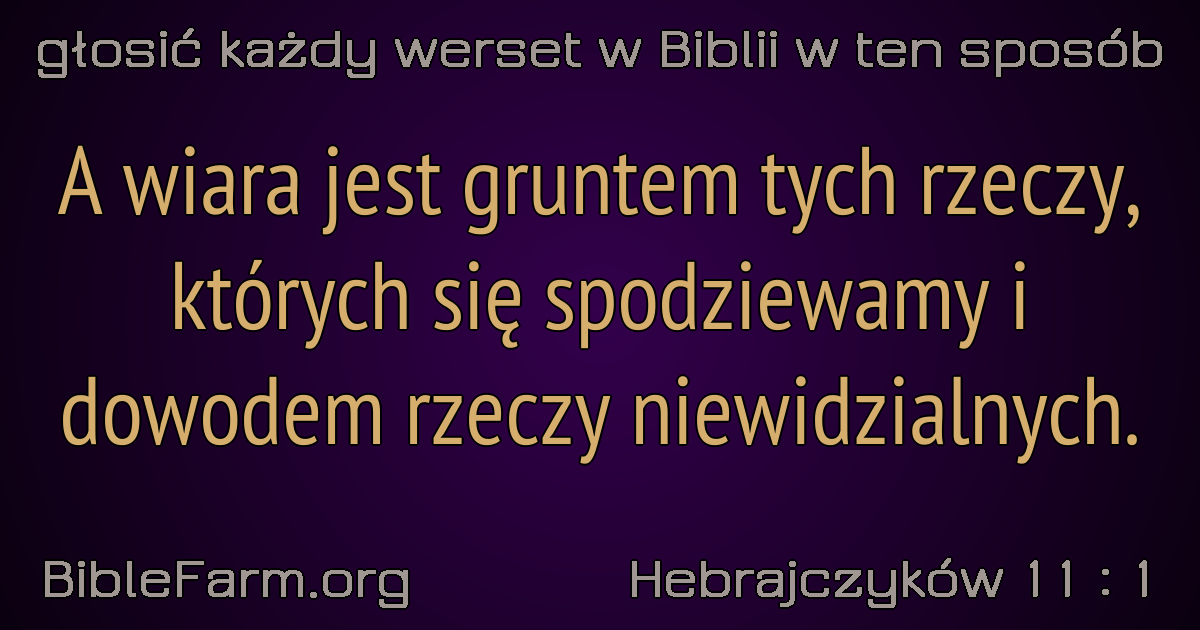 głosić każdy werset w Biblii w ten sposób
A wiara jest gruntem tych rzeczy,
których się spodziewamy i
dowodem rzeczy niewidzialnych.
BibleFarm.org
Hebrajczyków 11 : 1